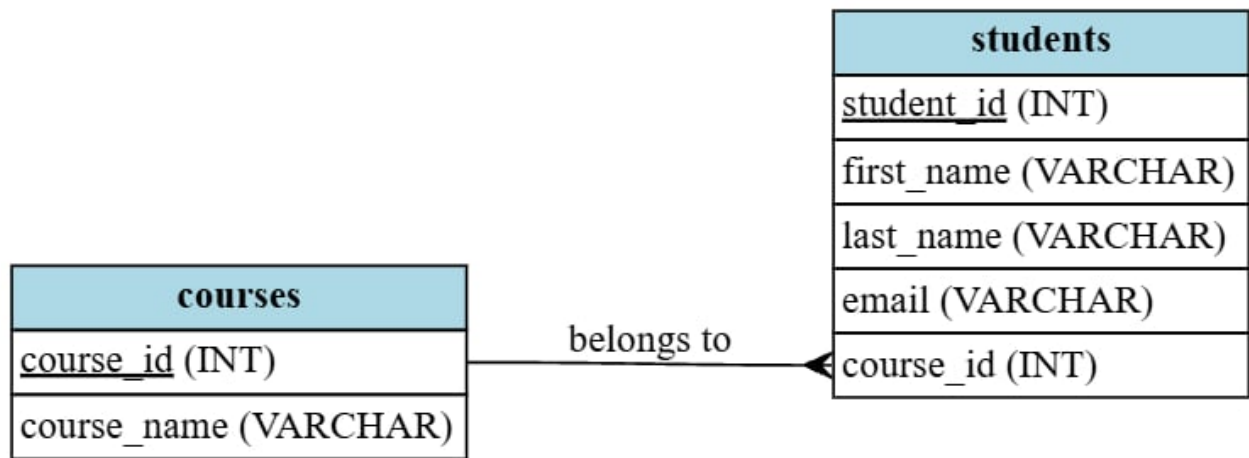 students
student_id (INT)
first_name (VARCHAR)
last_name (VARCHAR)
email (VARCHAR)
course_id (INT)
courses
course_id (INT)
course_name (VARCHAR)
belongs to